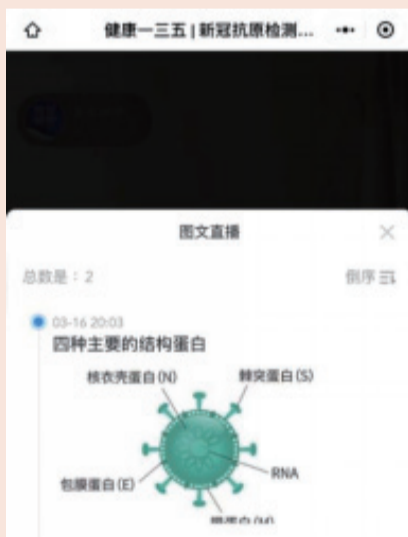 健康一三五 | 新冠抗原检测...
图文直播
总数是：2
倒序
03-16 20:03
四种主要的结构蛋白
核衣壳蛋白(N)
棘突蛋白(S)
RNA
包膜蛋白(E)